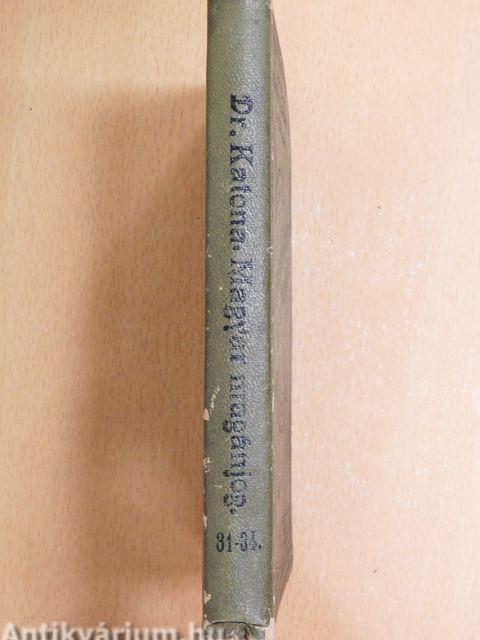 Dr. Katona. Magyar magánjog.
31-34.
Antikvárium.hu